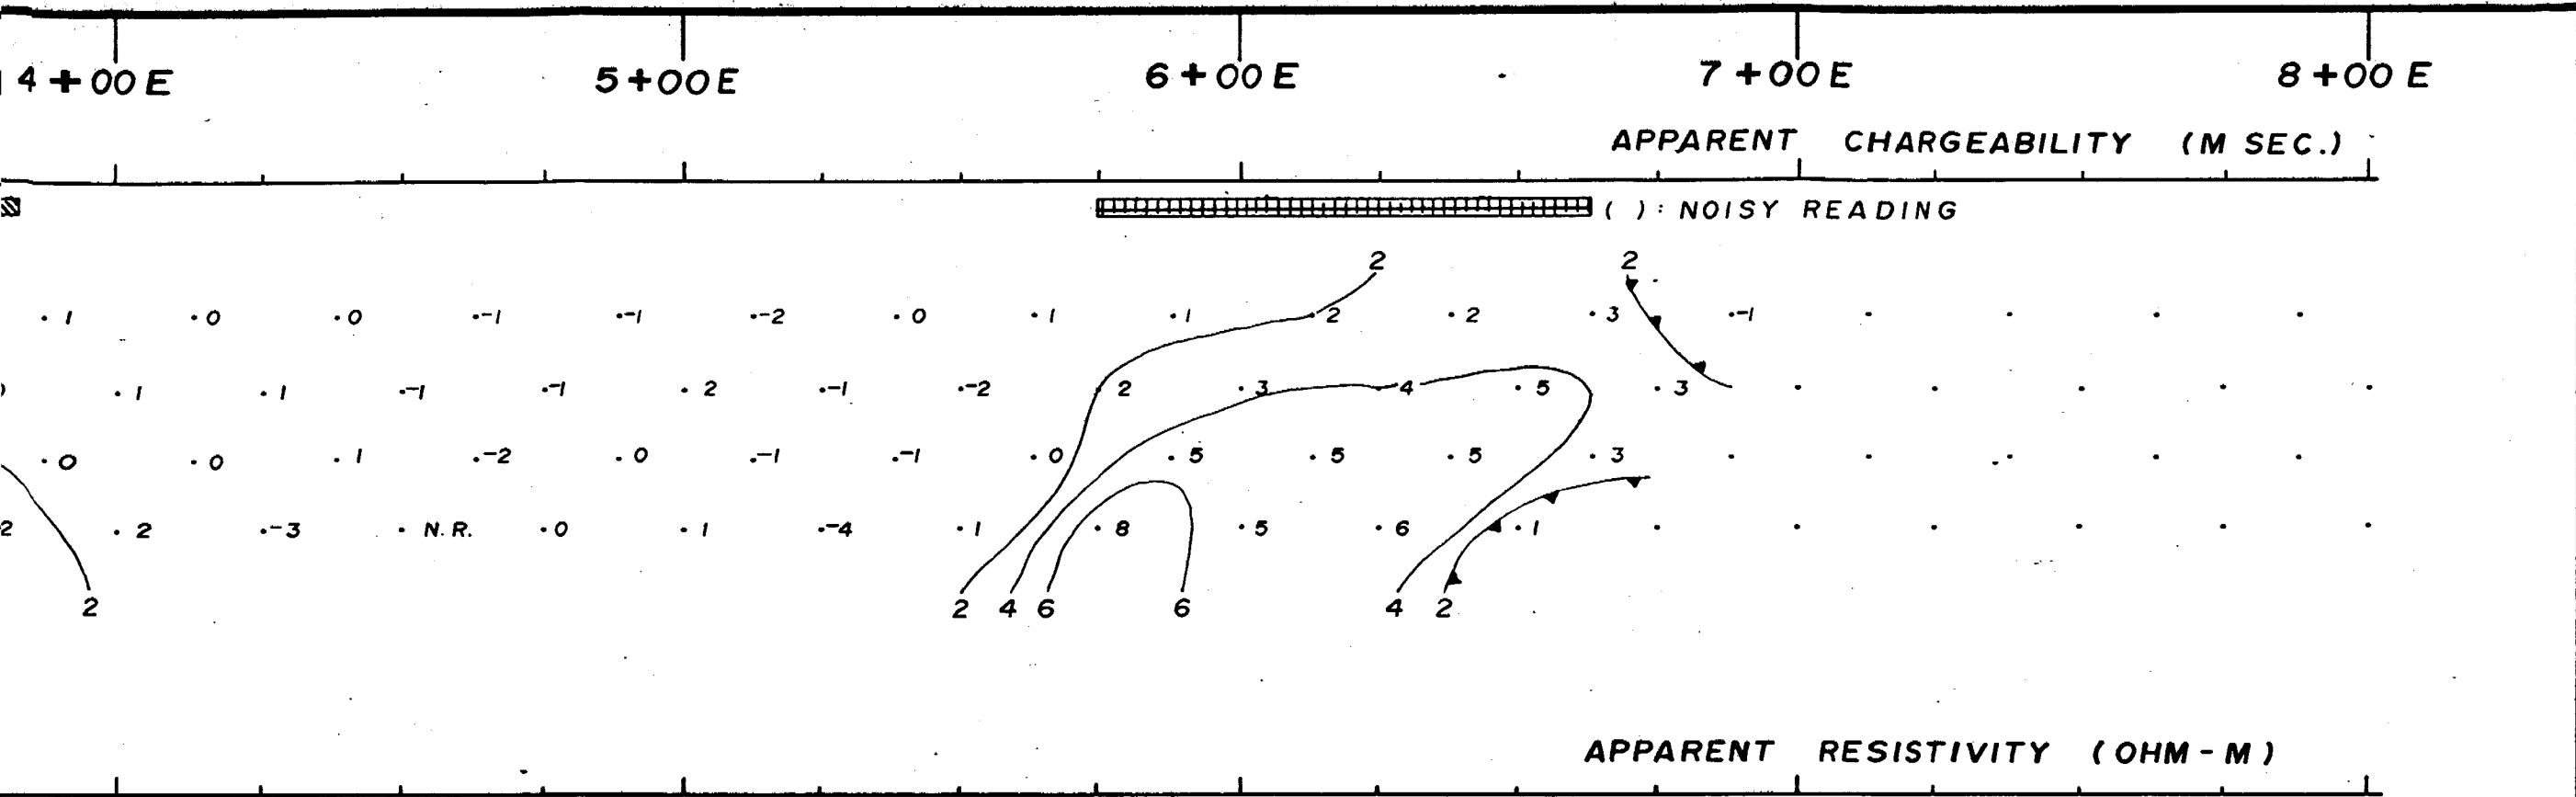 4+00E 5+00E 6+00E 7+00E 8+00E
APPARENT CHARGEABILITY (M SEC.)
( ): NOISY READING
2 2
1 0 0 -1 -1 -2 0 1 1 2 2 3 -1
) 1 1 -1 -1 2 -1 -2 2 3 4 5 3
0 0 1 -2 0 -1 -1 0 5 5 5 3
2 2 -3 N.R. 0 1 -4 1 8 5 6 1
2 2 4 6 6 4 2
APPARENT RESISTIVITY (OHM-M)